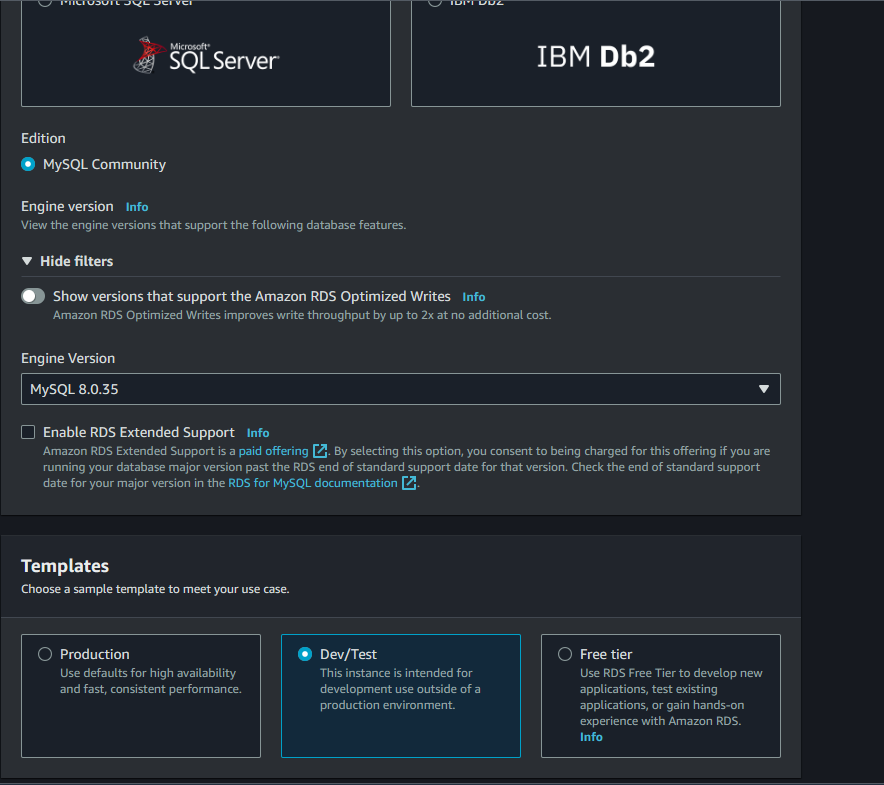 Microsoft SQL Server
IBM Db2
Microsoft®
SQL Server
IBM Db2
Edition
MySQL Community
Engine version Info
View the engine versions that support the following database features.
Hide filters
Show versions that support the Amazon RDS Optimized Writes Info
Amazon RDS Optimized Writes improves write throughput by up to 2x at no additional cost.
Engine Version
MySQL 8.0.35
Enable RDS Extended Support Info
Amazon RDS Extended Support is a paid offering. By selecting this option, you consent to being charged for this offering if you are
running your database major version past the RDS end of standard support date for that version. Check the end of standard support
date for your major version in the RDS for MySQL documentation.
Templates
Choose a sample template to meet your use case.
Production
Use defaults for high availability
and fast, consistent performance.
Dev/Test
This instance is intended for
development use outside of a
production environment.
Free tier
Use RDS Free Tier to develop new
applications, test existing
applications, or gain hands-on
experience with Amazon RDS.
Info